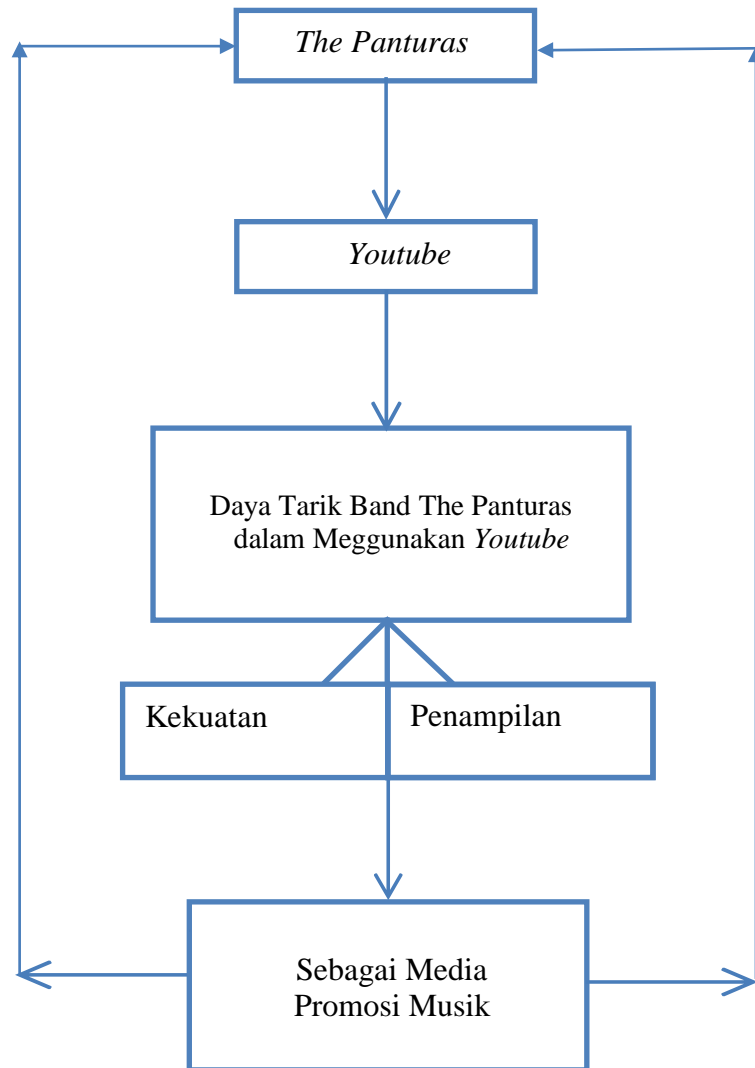 The Panturas
Youtube
Daya Tarik Band The Panturas
dalam Meggunakan Youtube
Kekuatan
Penampilan
Sebagai Media
Promosi Musik